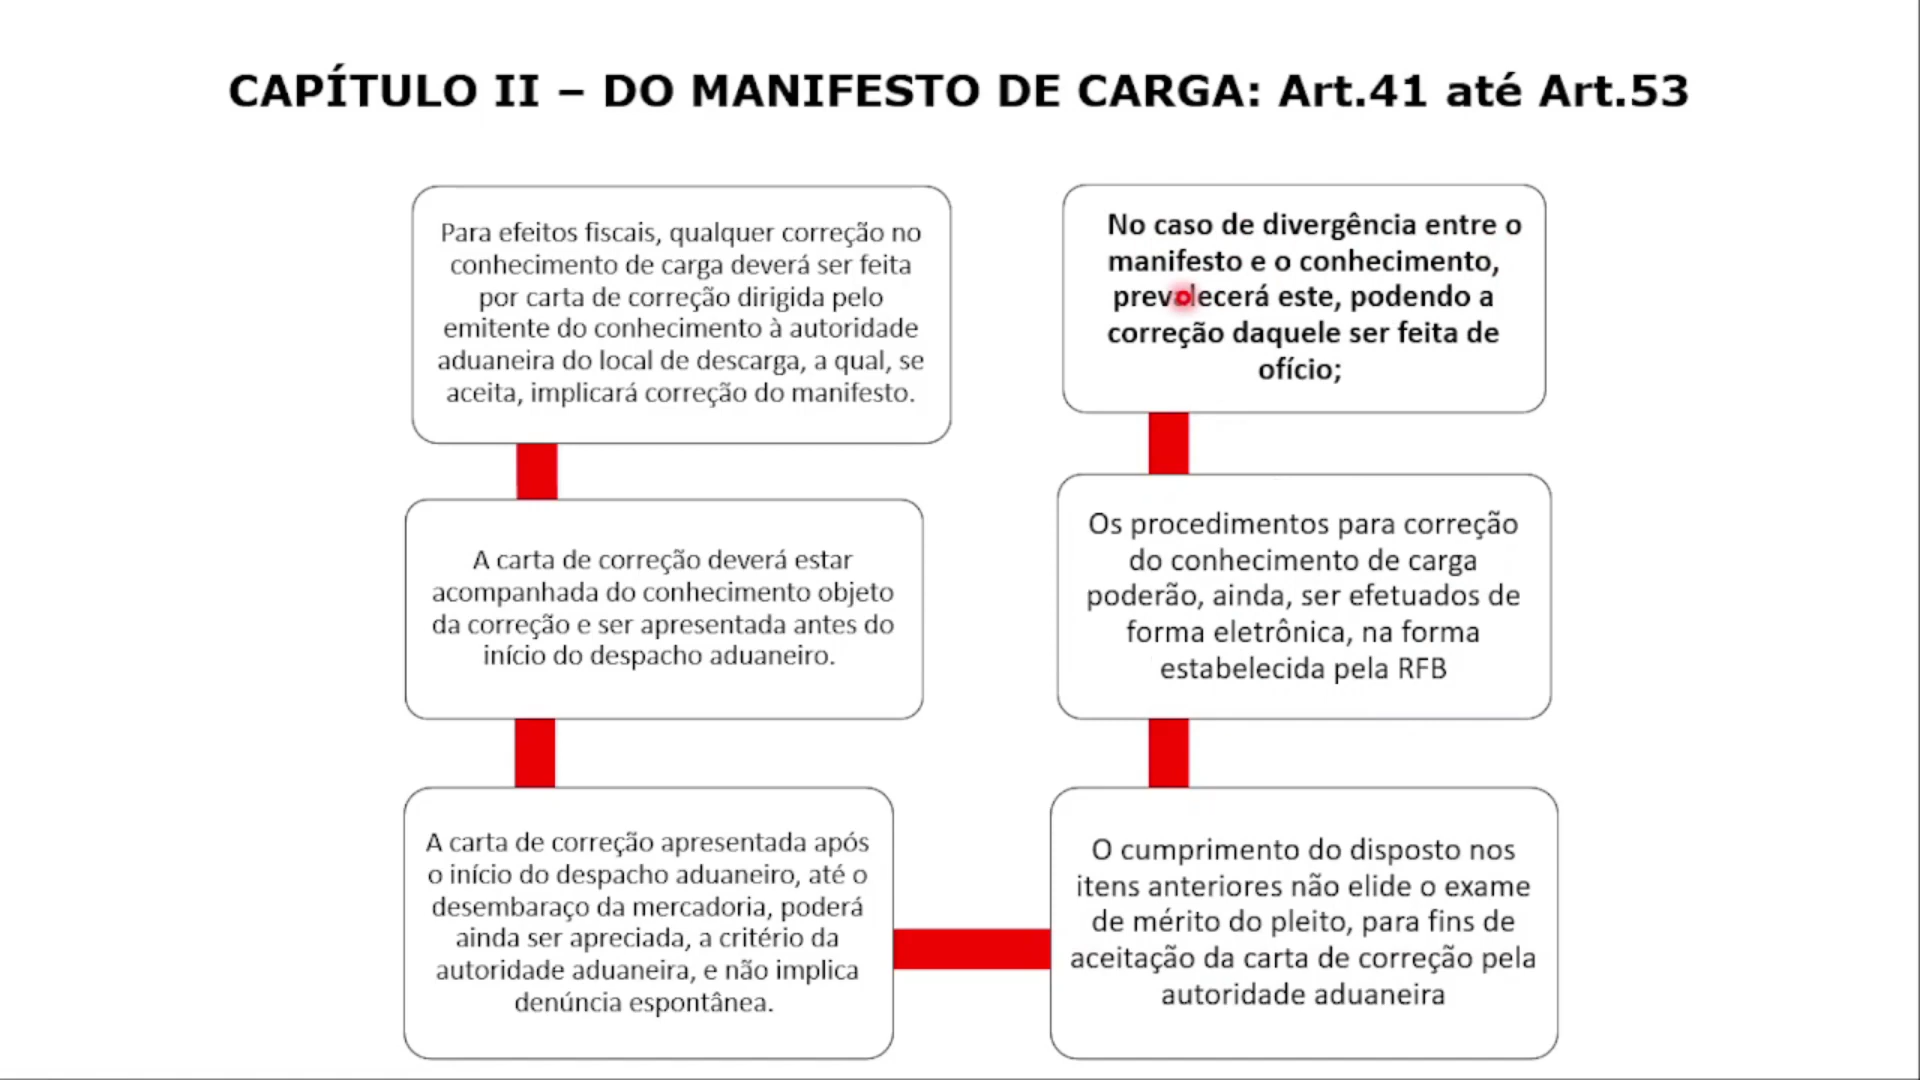 CAPÍTULO II – DO MANIFESTO DE CARGA: Art.41 até Art.53
Para efeitos fiscais, qualquer correção no
conhecimento de carga deverá ser feita
por carta de correção dirigida pelo
emitente do conhecimento à autoridade
aduaneira do local de descarga, a qual, se
aceita, implicará correção do manifesto.
A carta de correção deverá estar
acompanhada do conhecimento objeto
da correção e ser apresentada antes do
início do despacho aduaneiro.
A carta de correção apresentada após
o início do despacho aduaneiro, até o
desembaraço da mercadoria, poderá
ainda ser apreciada, a critério da
autoridade aduaneira, e não implica
denúncia espontânea.
O cumprimento do disposto nos
itens anteriores não elide o exame
de mérito do pleito, para fins de
aceitação da carta de correção pela
autoridade aduaneira
Os procedimentos para correção
do conhecimento de carga
poderão, ainda, ser efetuados de
forma eletrônica, na forma
estabelecida pela RFB
No caso de divergência entre o
manifesto e o conhecimento,
prevalecerá este, podendo a
correção daquele ser feita de
ofício;